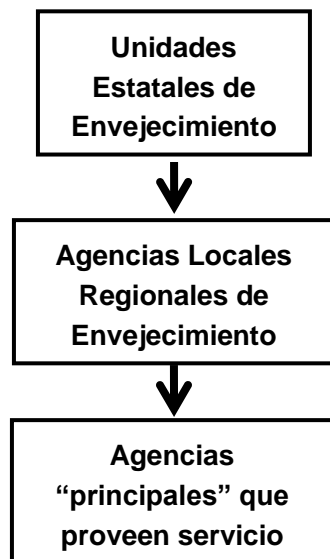 Unidades
Estatales de
Envejecimiento
Agencias Locales
Regionales de
Envejecimiento
Agencias
“principales” que
proveen servicio